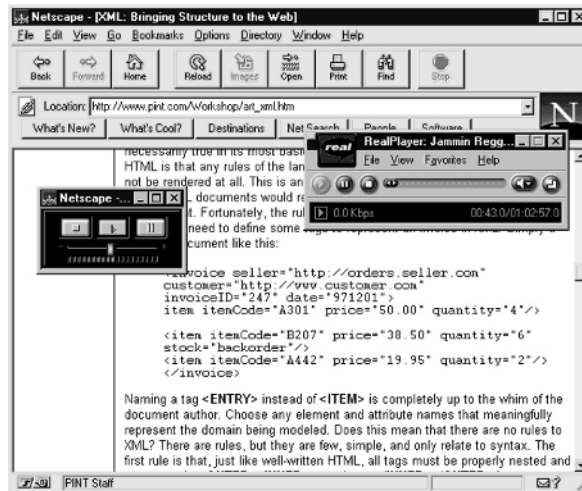 Netscape - [XML: Bringing Structure to the Web]
File Edit View Go Bookmarks Options Directory Window Help
Back Forward Home Reload Images Open Print Find Stop
Location: http://www.pint.com/Workshop/art_xml.htm
N
What's New? What's Cool? Destinations Net Search People Software
real
RealPlayer: Jammin Regg...
File View Favorites Help
0.0 Kbps 00:43.0/01:02:57.0
Netscape - ...
necessarily true in its most basic
HTML is that any rules of the lan
not be rendered at all. This is an
documents would re
t. Fortunately, the rul
need to define some
ocument like this:
<invoice seller="http://orders.seller.com"
customer="http://www.customer.com"
invoiceID="247" date="971201">
item itemCode="A301" price="50.00" quantity="4"/>
<item itemCode="B207" price="38.50" quantity="6"
stock="backorder"/>
<item itemCode="A442" price="19.95" quantity="2"/>
</invoice>
Naming a tag <ENTRY> instead of <ITEM> is completely up to the whim of the
document author. Choose any element and attribute names that meaningfully
represent the domain being modeled. Does this mean that there are no rules to
XML? There are rules, but they are few, simple, and only relate to syntax. The
first rule is that, just like well-written HTML, all tags must be properly nested and
PINT Staff